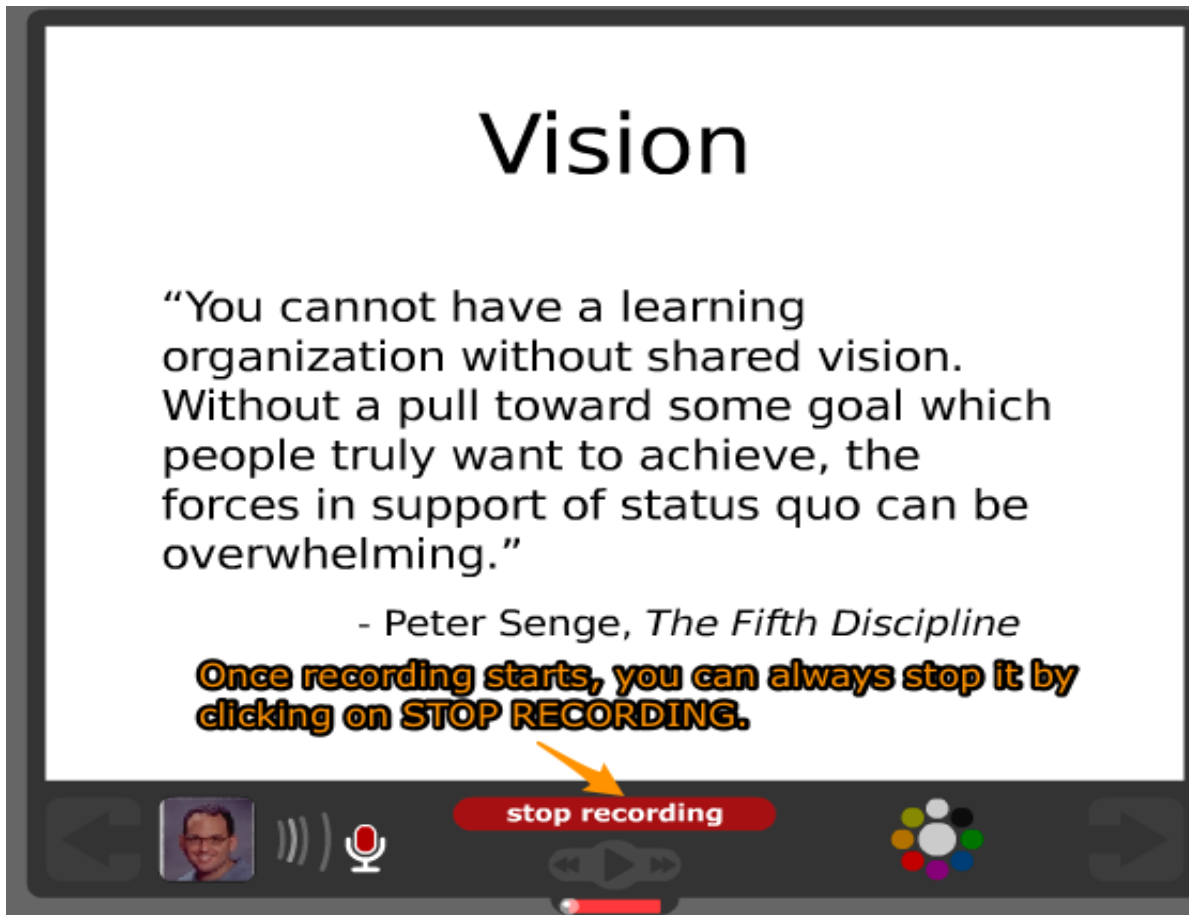 Vision
“You cannot have a learning
organization without shared vision.
Without a pull toward some goal which
people truly want to achieve, the
forces in support of status quo can be
overwhelming.”
- Peter Senge, The Fifth Discipline
Once recording starts, you can always stop it by
clicking on STOP RECORDING.
stop recording